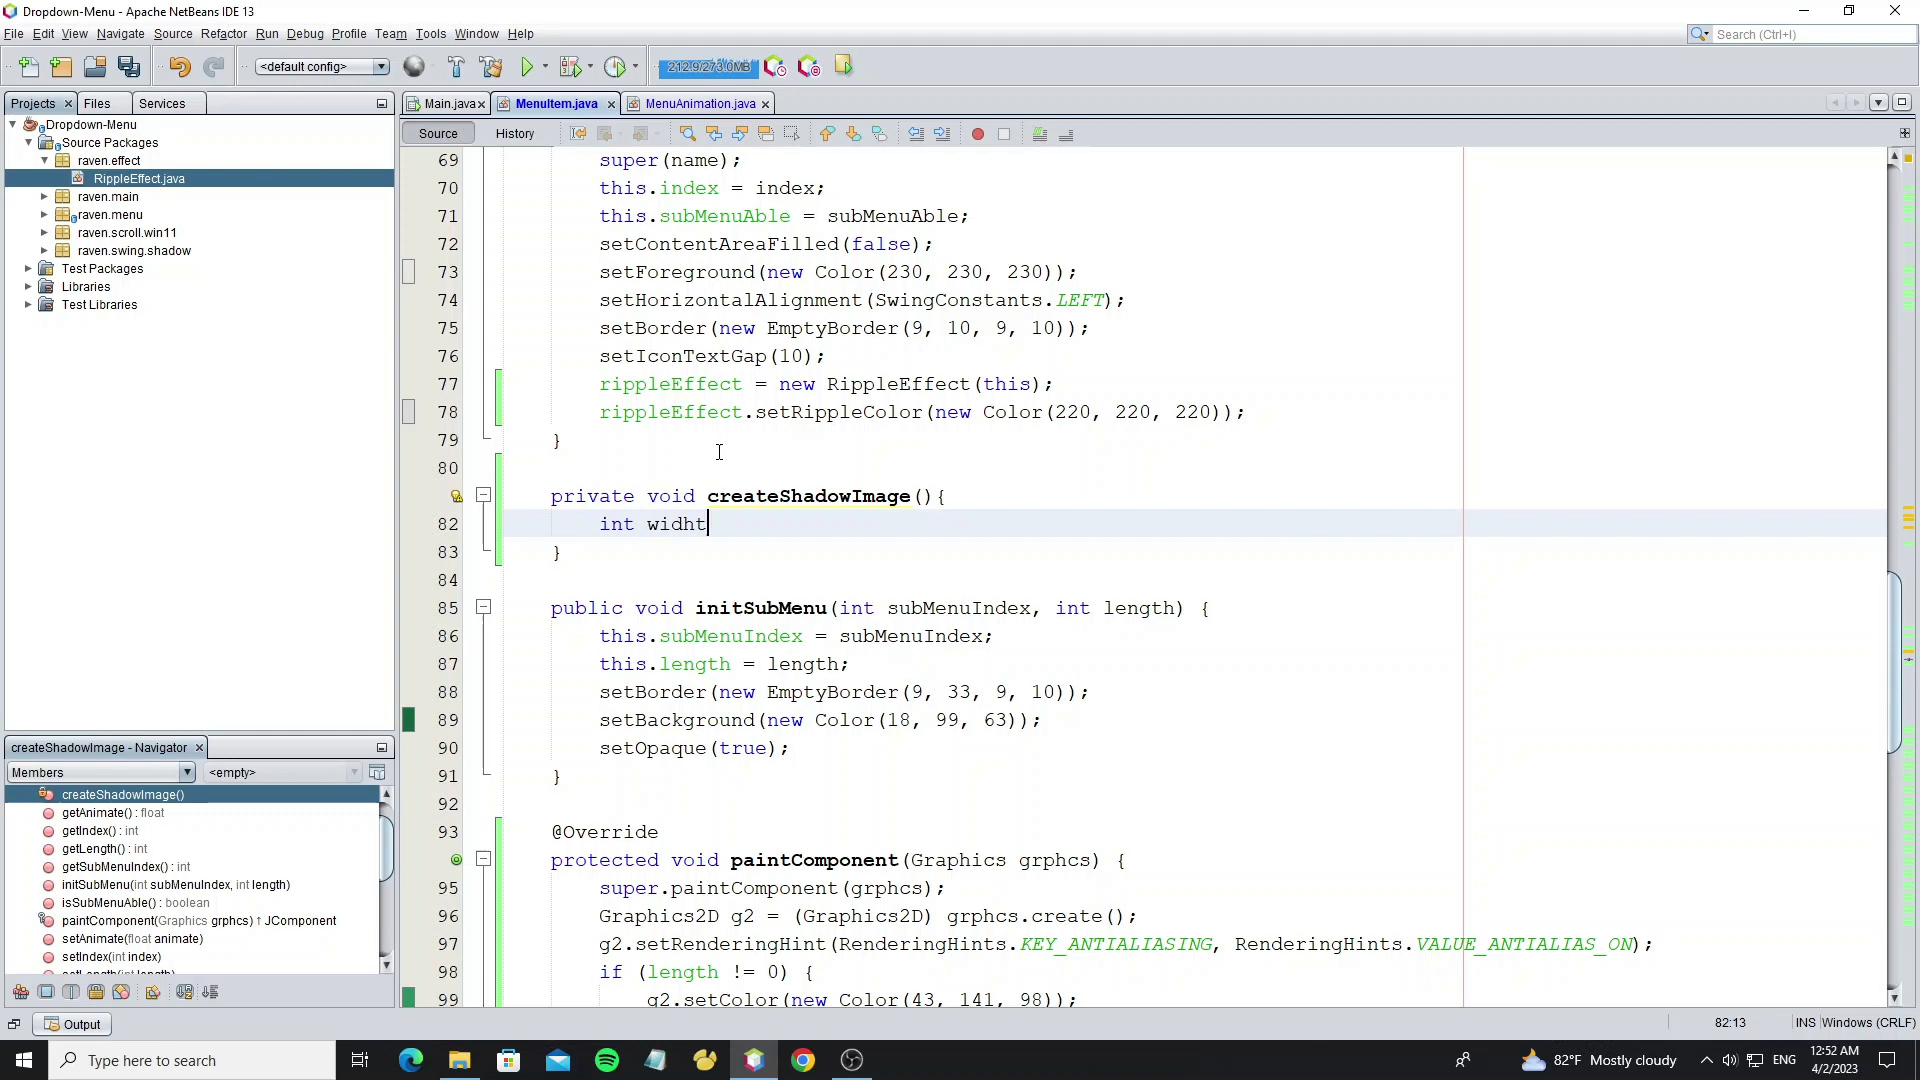 Dropdown-Menu - Apache NetBeans IDE 13
File Edit View Navigate Source Refactor Run Debug Profile Team Tools Window Help
Search (Ctrl+I)
<default config>
212.9/273.0MB
Projects Files Services
Main.java MenuItem.java MenuAnimation.java
Source History
Dropdown-Menu
Source Packages
raven.effect
RippleEffect.java
raven.main
raven.menu
raven.scroll.win11
raven.swing.shadow
Test Packages
Libraries
Test Libraries
69 super(name);
70 this.index = index;
71 this.subMenuAble = subMenuAble;
72 setContentAreaFilled(false);
73 setForeground(new Color(230, 230, 230));
74 setHorizontalAlignment(SwingConstants.LEFT);
75 setBorder(new EmptyBorder(9, 10, 9, 10));
76 setIconTextGap(10);
77 rippleEffect = new RippleEffect(this);
78 rippleEffect.setRippleColor(new Color(220, 220, 220));
79 }
80
private void createShadowImage(){
82 int widht
83 }
84
85 public void initSubMenu(int subMenuIndex, int length) {
86 this.subMenuIndex = subMenuIndex;
87 this.length = length;
88 setBorder(new EmptyBorder(9, 33, 9, 10));
89 setBackground(new Color(18, 99, 63));
90 setOpaque(true);
91 }
92
93 @Override
protected void paintComponent(Graphics grphcs) {
95 super.paintComponent(grphcs);
96 Graphics2D g2 = (Graphics2D) grphcs.create();
97 g2.setRenderingHint(RenderingHints.KEY_ANTIALIASING, RenderingHints.VALUE_ANTIALIAS_ON);
98 if (length != 0) {
99 g2.setColor(new Color(43, 141, 98));
createShadowImage - Navigator
Members <empty>
createShadowImage()
getAnimate() : float
getIndex() : int
getLength() : int
getSubMenuIndex() : int
initSubMenu(int subMenuIndex, int length)
isSubMenuAble() : boolean
paintComponent(Graphics grphcs) ↑ JComponent
setAnimate(float animate)
setIndex(int index)
setLength(int length)
Output
82:13 INS Windows (CRLF)
Type here to search
82°F Mostly cloudy
ENG
12:52 AM
4/2/2023